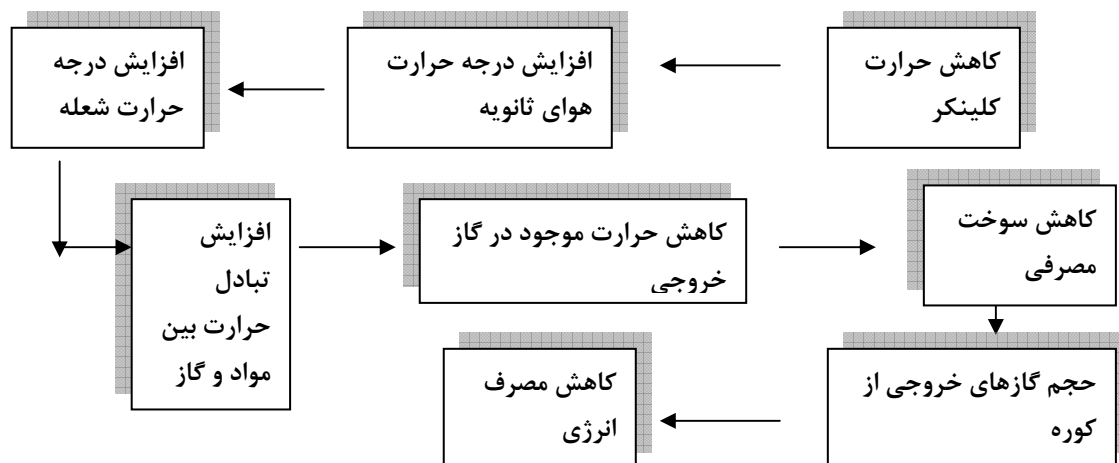 کاهش حرارت
کلینکر
افزایش درجه حرارت
هوای ثانویه
افزایش درجه
حرارت شعله
افزایش
تبادل
حرارت بین
مواد و گاز
کاهش حرارت موجود در گاز
خروجی
کاهش سوخت
مصرفی
حجم گازهای خروجی از
کوره
کاهش مصرف
انرژی